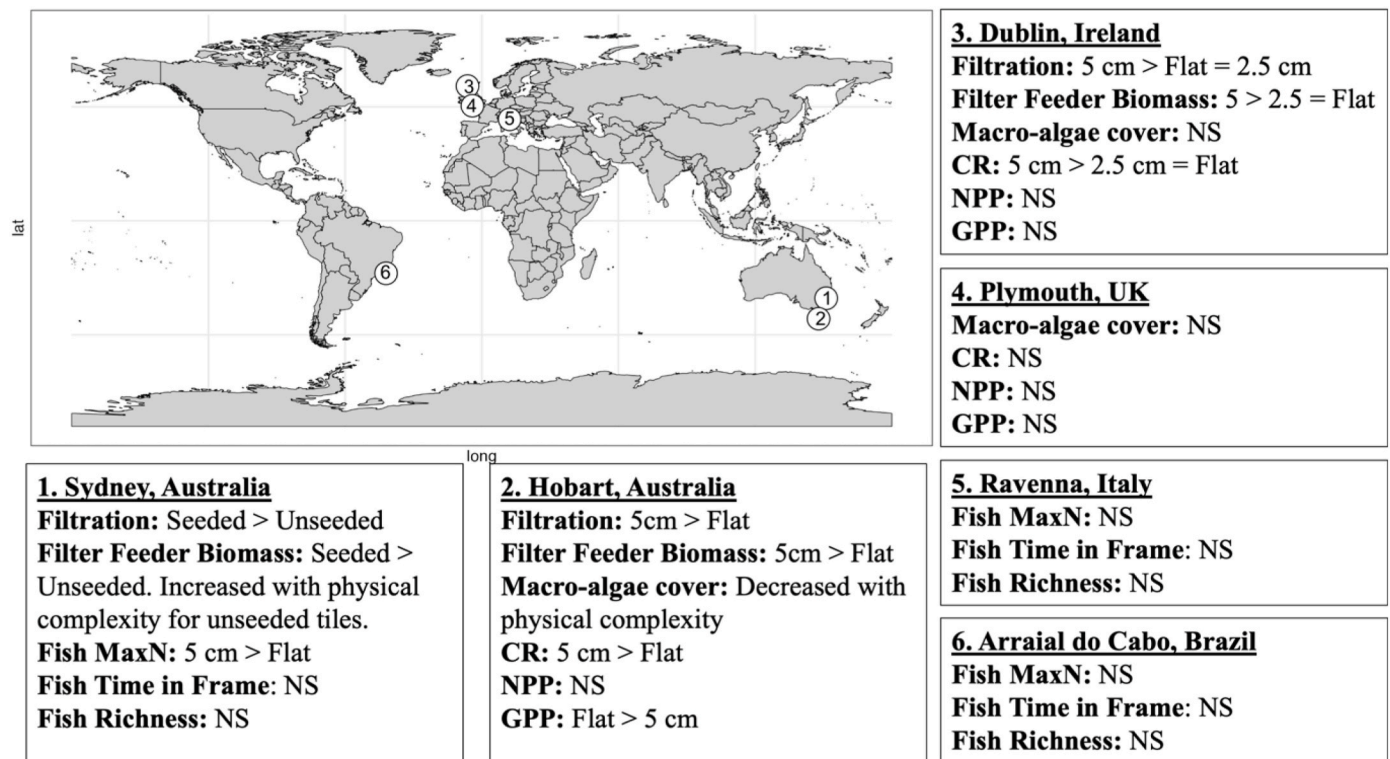 3
4
5
6
1
2
lat
long
3. Dublin, Ireland
Filtration: 5 cm > Flat = 2.5 cm
Filter Feeder Biomass: 5 > 2.5 = Flat
Macro-algae cover: NS
CR: 5 cm > 2.5 cm = Flat
NPP: NS
GPP: NS
4. Plymouth, UK
Macro-algae cover: NS
CR: NS
NPP: NS
GPP: NS
1. Sydney, Australia
Filtration: Seeded > Unseeded
Filter Feeder Biomass: Seeded >
Unseeded. Increased with physical
complexity for unseeded tiles.
Fish MaxN: 5 cm > Flat
Fish Time in Frame: NS
Fish Richness: NS
2. Hobart, Australia
Filtration: 5cm > Flat
Filter Feeder Biomass: 5cm > Flat
Macro-algae cover: Decreased with
physical complexity
CR: 5 cm > Flat
NPP: NS
GPP: Flat > 5 cm
5. Ravenna, Italy
Fish MaxN: NS
Fish Time in Frame: NS
Fish Richness: NS
6. Arraial do Cabo, Brazil
Fish MaxN: NS
Fish Time in Frame: NS
Fish Richness: NS